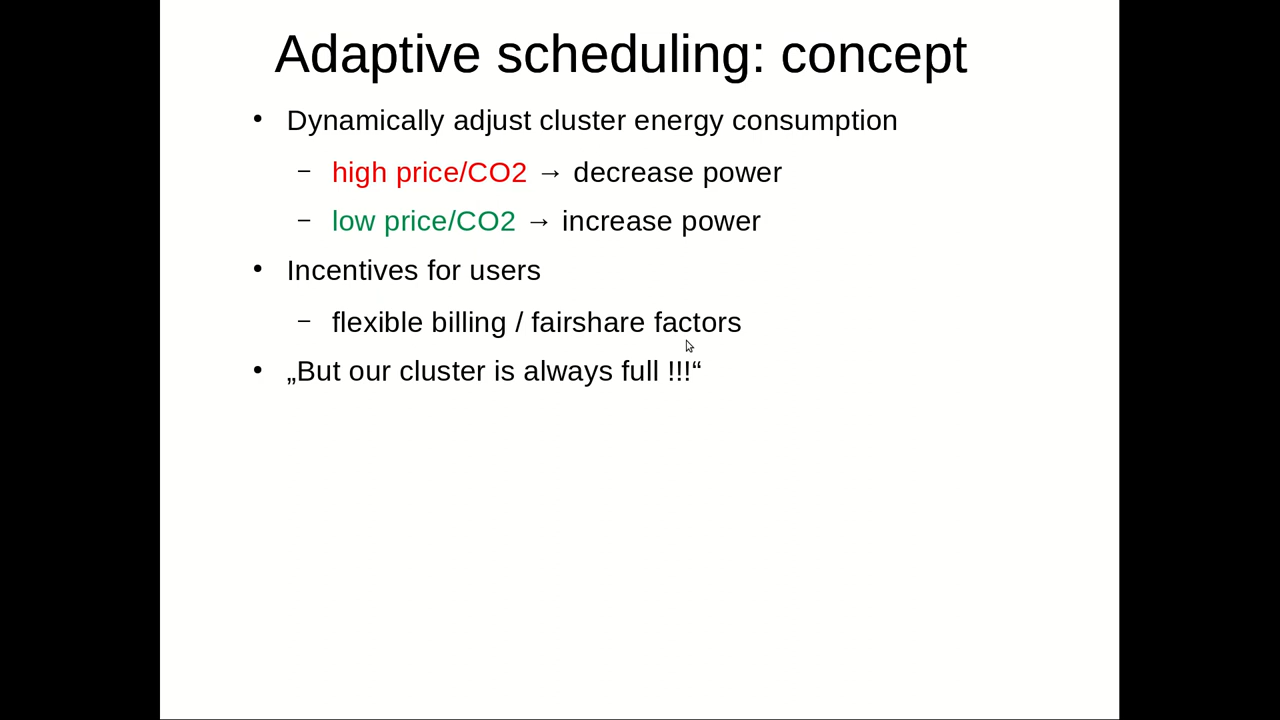 Adaptive scheduling: concept
• Dynamically adjust cluster energy consumption
– high price/CO2 → decrease power
– low price/CO2 → increase power
• Incentives for users
– flexible billing / fairshare factors
• „But our cluster is always full !!!“